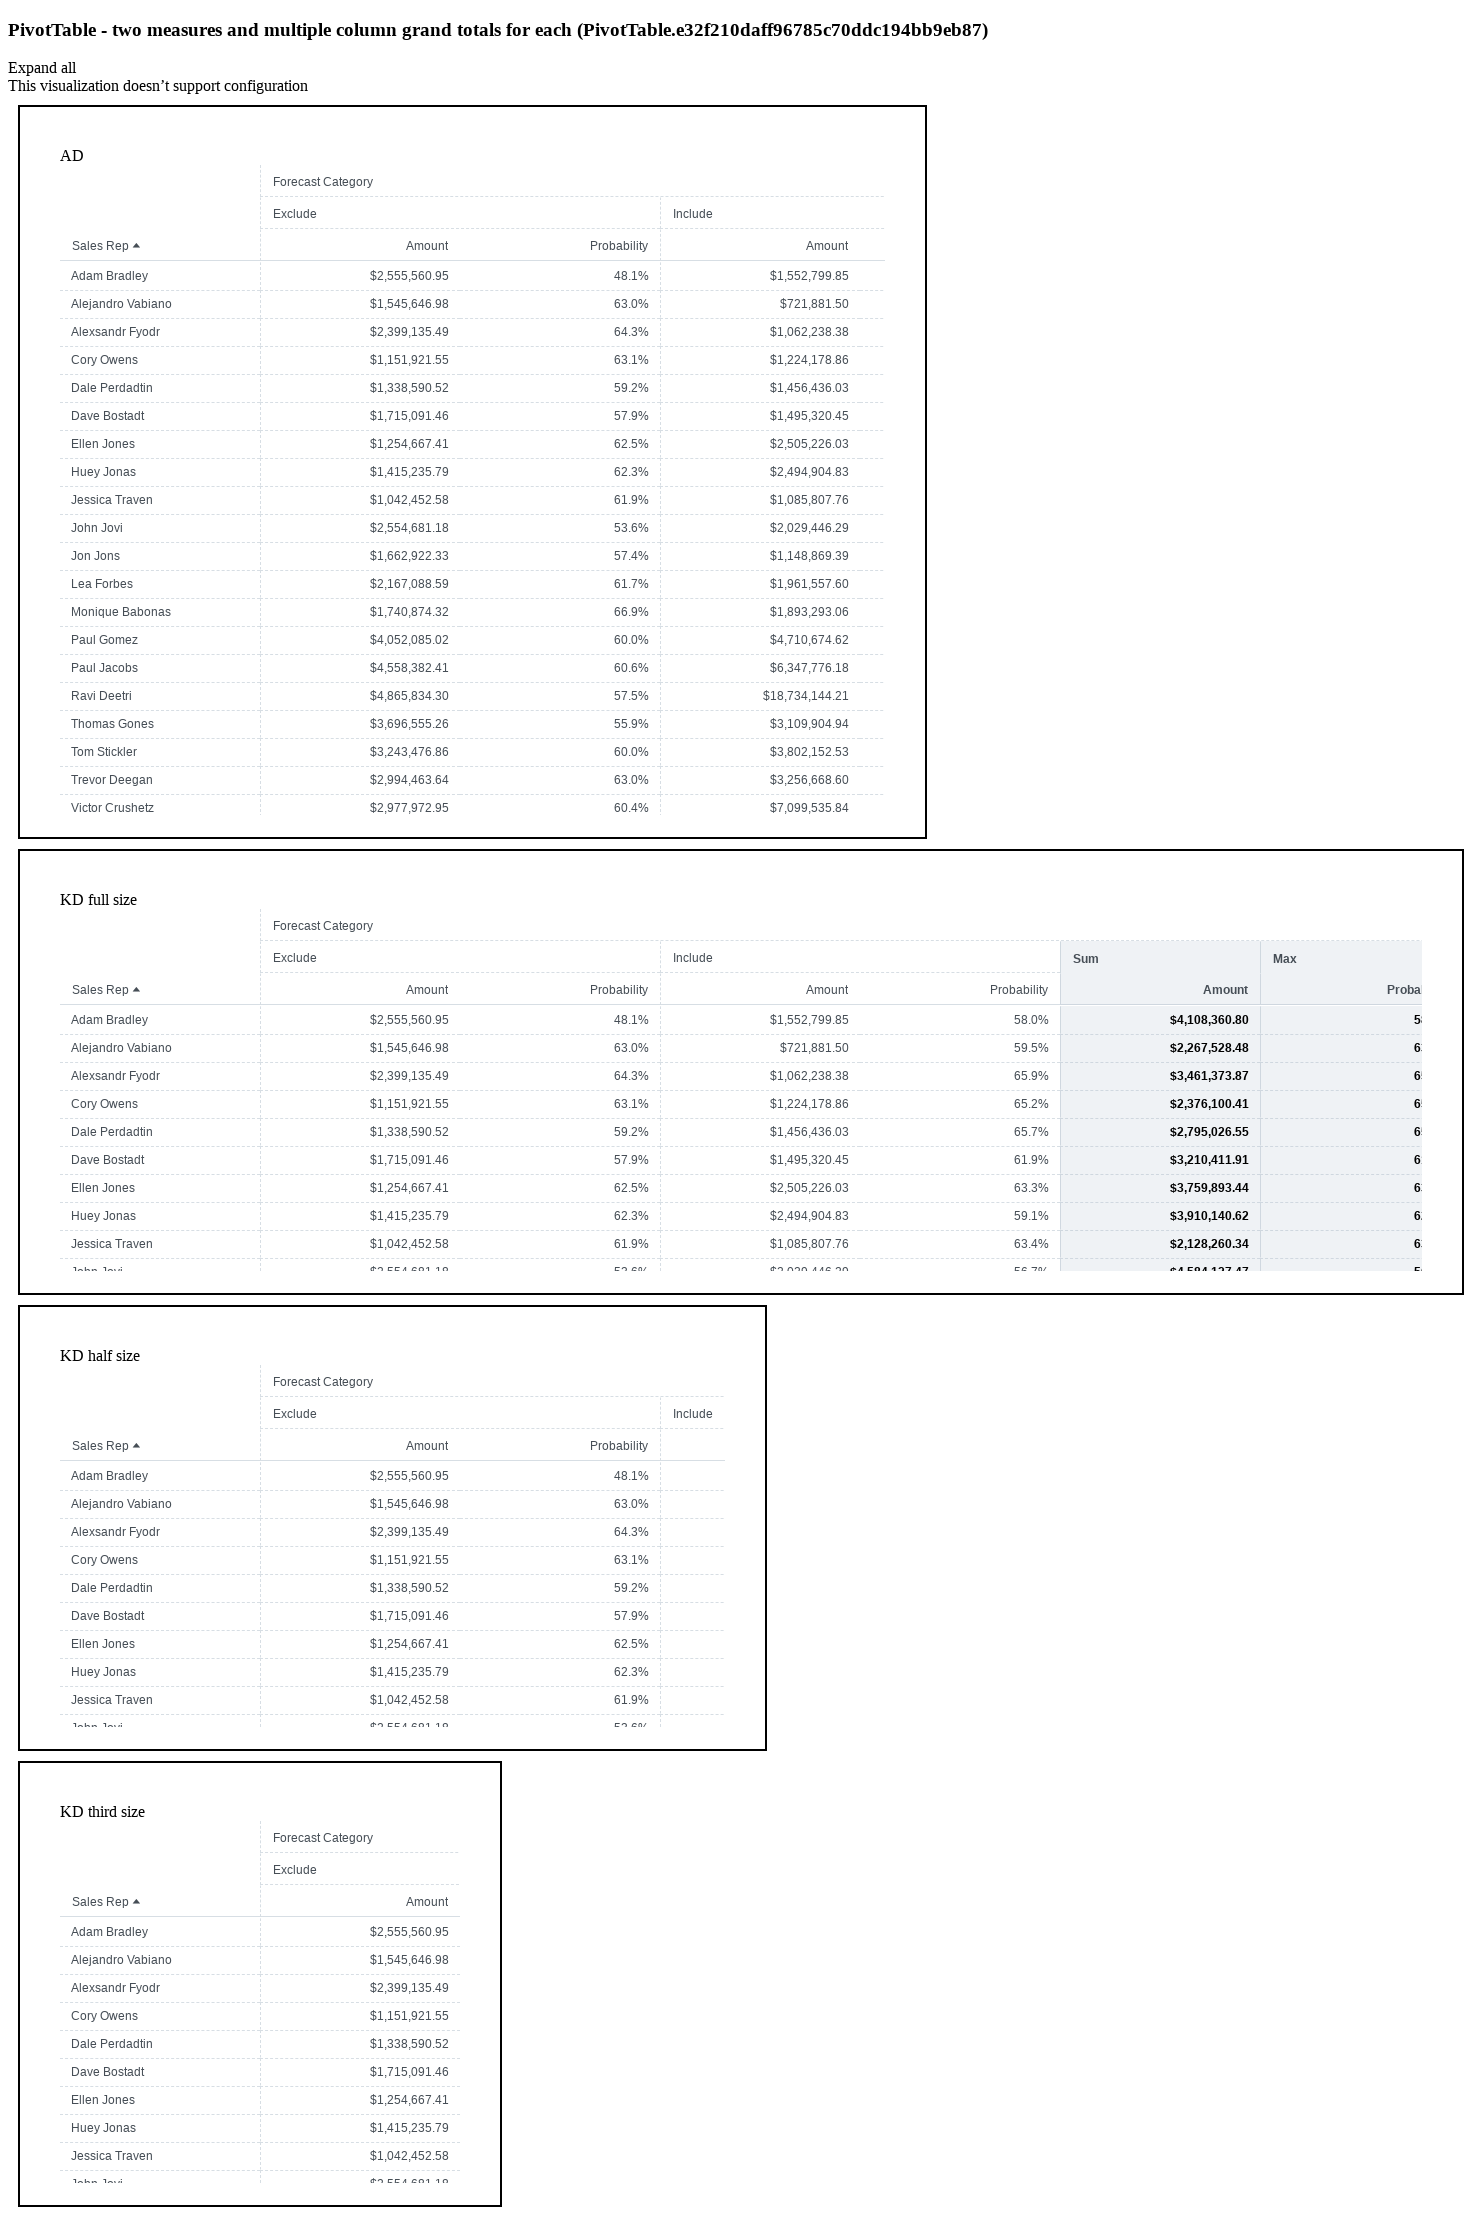 PivotTable - two measures and multiple column grand totals for each (PivotTable.e32f210daff96785c70ddc194bb9eb87)
Expand all
This visualization doesn’t support configuration
AD
Forecast Category
Exclude Include
Sales Rep Amount Probability Amount
Adam Bradley $2,555,560.95 48.1% $1,552,799.85
Alejandro Vabiano $1,545,646.98 63.0% $721,881.50
Alexsandr Fyodr $2,399,135.49 64.3% $1,062,238.38
Cory Owens $1,151,921.55 63.1% $1,224,178.86
Dale Perdadtin $1,338,590.52 59.2% $1,456,436.03
Dave Bostadt $1,715,091.46 57.9% $1,495,320.45
Ellen Jones $1,254,667.41 62.5% $2,505,226.03
Huey Jonas $1,415,235.79 62.3% $2,494,904.83
Jessica Traven $1,042,452.58 61.9% $1,085,807.76
John Jovi $2,554,681.18 53.6% $2,029,446.29
Jon Jons $1,662,922.33 57.4% $1,148,869.39
Lea Forbes $2,167,088.59 61.7% $1,961,557.60
Monique Babonas $1,740,874.32 66.9% $1,893,293.06
Paul Gomez $4,052,085.02 60.0% $4,710,674.62
Paul Jacobs $4,558,382.41 60.6% $6,347,776.18
Ravi Deetri $4,865,834.30 57.5% $18,734,144.21
Thomas Gones $3,696,555.26 55.9% $3,109,904.94
Tom Stickler $3,243,476.86 60.0% $3,802,152.53
Trevor Deegan $2,994,463.64 63.0% $3,256,668.60
Victor Crushetz $2,977,972.95 60.4% $7,099,535.84
KD full size
Forecast Category
Exclude Include Sum Max
Sales Rep Amount Probability Amount Probability Amount
Adam Bradley $2,555,560.95 48.1% $1,552,799.85 58.0% $4,108,360.80
Alejandro Vabiano $1,545,646.98 63.0% $721,881.50 59.5% $2,267,528.48
Alexsandr Fyodr $2,399,135.49 64.3% $1,062,238.38 65.9% $3,461,373.87
Cory Owens $1,151,921.55 63.1% $1,224,178.86 65.2% $2,376,100.41
Dale Perdadtin $1,338,590.52 59.2% $1,456,436.03 65.7% $2,795,026.55
Dave Bostadt $1,715,091.46 57.9% $1,495,320.45 61.9% $3,210,411.91
Ellen Jones $1,254,667.41 62.5% $2,505,226.03 63.3% $3,759,893.44
Huey Jonas $1,415,235.79 62.3% $2,494,904.83 59.1% $3,910,140.62
Jessica Traven $1,042,452.58 61.9% $1,085,807.76 63.4% $2,128,260.34
KD half size
Forecast Category
Exclude Include
Sales Rep Amount Probability
Adam Bradley $2,555,560.95 48.1%
Alejandro Vabiano $1,545,646.98 63.0%
Alexsandr Fyodr $2,399,135.49 64.3%
Cory Owens $1,151,921.55 63.1%
Dale Perdadtin $1,338,590.52 59.2%
Dave Bostadt $1,715,091.46 57.9%
Ellen Jones $1,254,667.41 62.5%
Huey Jonas $1,415,235.79 62.3%
Jessica Traven $1,042,452.58 61.9%
KD third size
Forecast Category
Exclude
Sales Rep Amount
Adam Bradley $2,555,560.95
Alejandro Vabiano $1,545,646.98
Alexsandr Fyodr $2,399,135.49
Cory Owens $1,151,921.55
Dale Perdadtin $1,338,590.52
Dave Bostadt $1,715,091.46
Ellen Jones $1,254,667.41
Huey Jonas $1,415,235.79
Jessica Traven $1,042,452.58